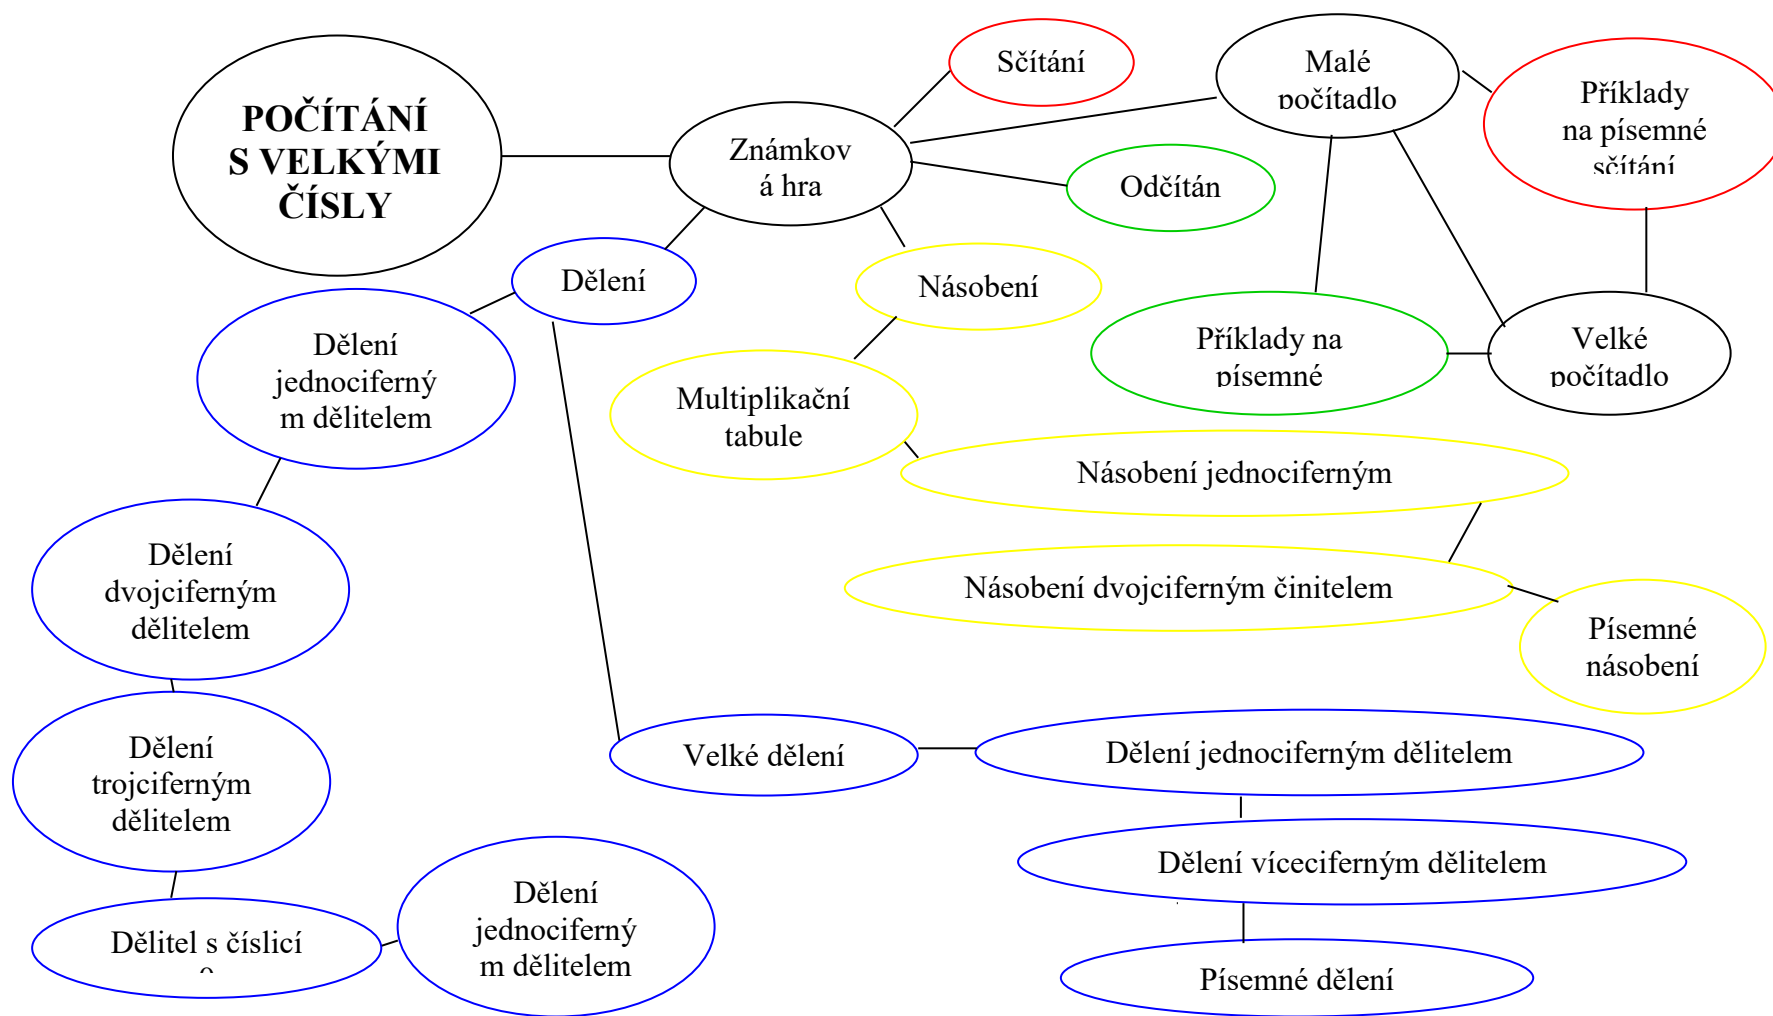 POČÍTÁNÍ
S VELKÝMI
ČÍSLY
Známkov
á hra
Sčítání
Malé
počítadlo
Příklady
na písemné
sčítání
Odčítán
Dělení
Násobení
Příklady na
písemné
Velké
počítadlo
Dělení
jednociferný
m dělitelem
Multiplikační
tabule
Násobení jednociferným
Dělení
dvojciferným
dělitelem
Násobení dvojciferným činitelem
Písemné
násobení
Dělení
trojciferným
dělitelem
Velké dělení
Dělení jednociferným dělitelem
Dělení víceciferným dělitelem
Dělitel s číslicí
Dělení
jednociferný
m dělitelem
Písemné dělení